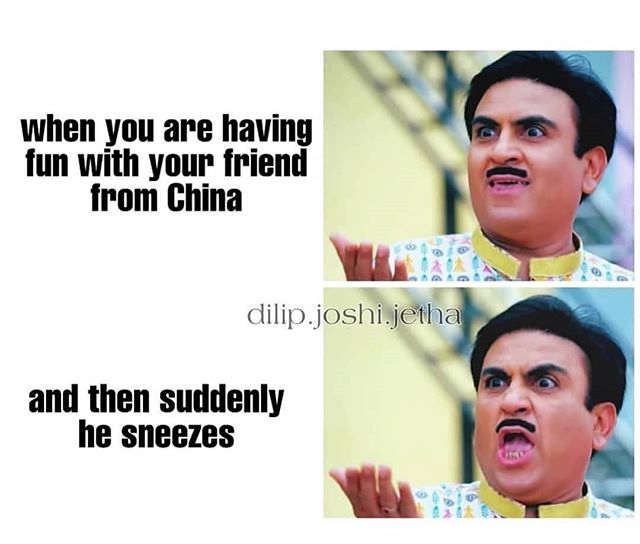 when you are having
fun with your friend
from China
dilip.joshi.jetha
and then suddenly
he sneezes